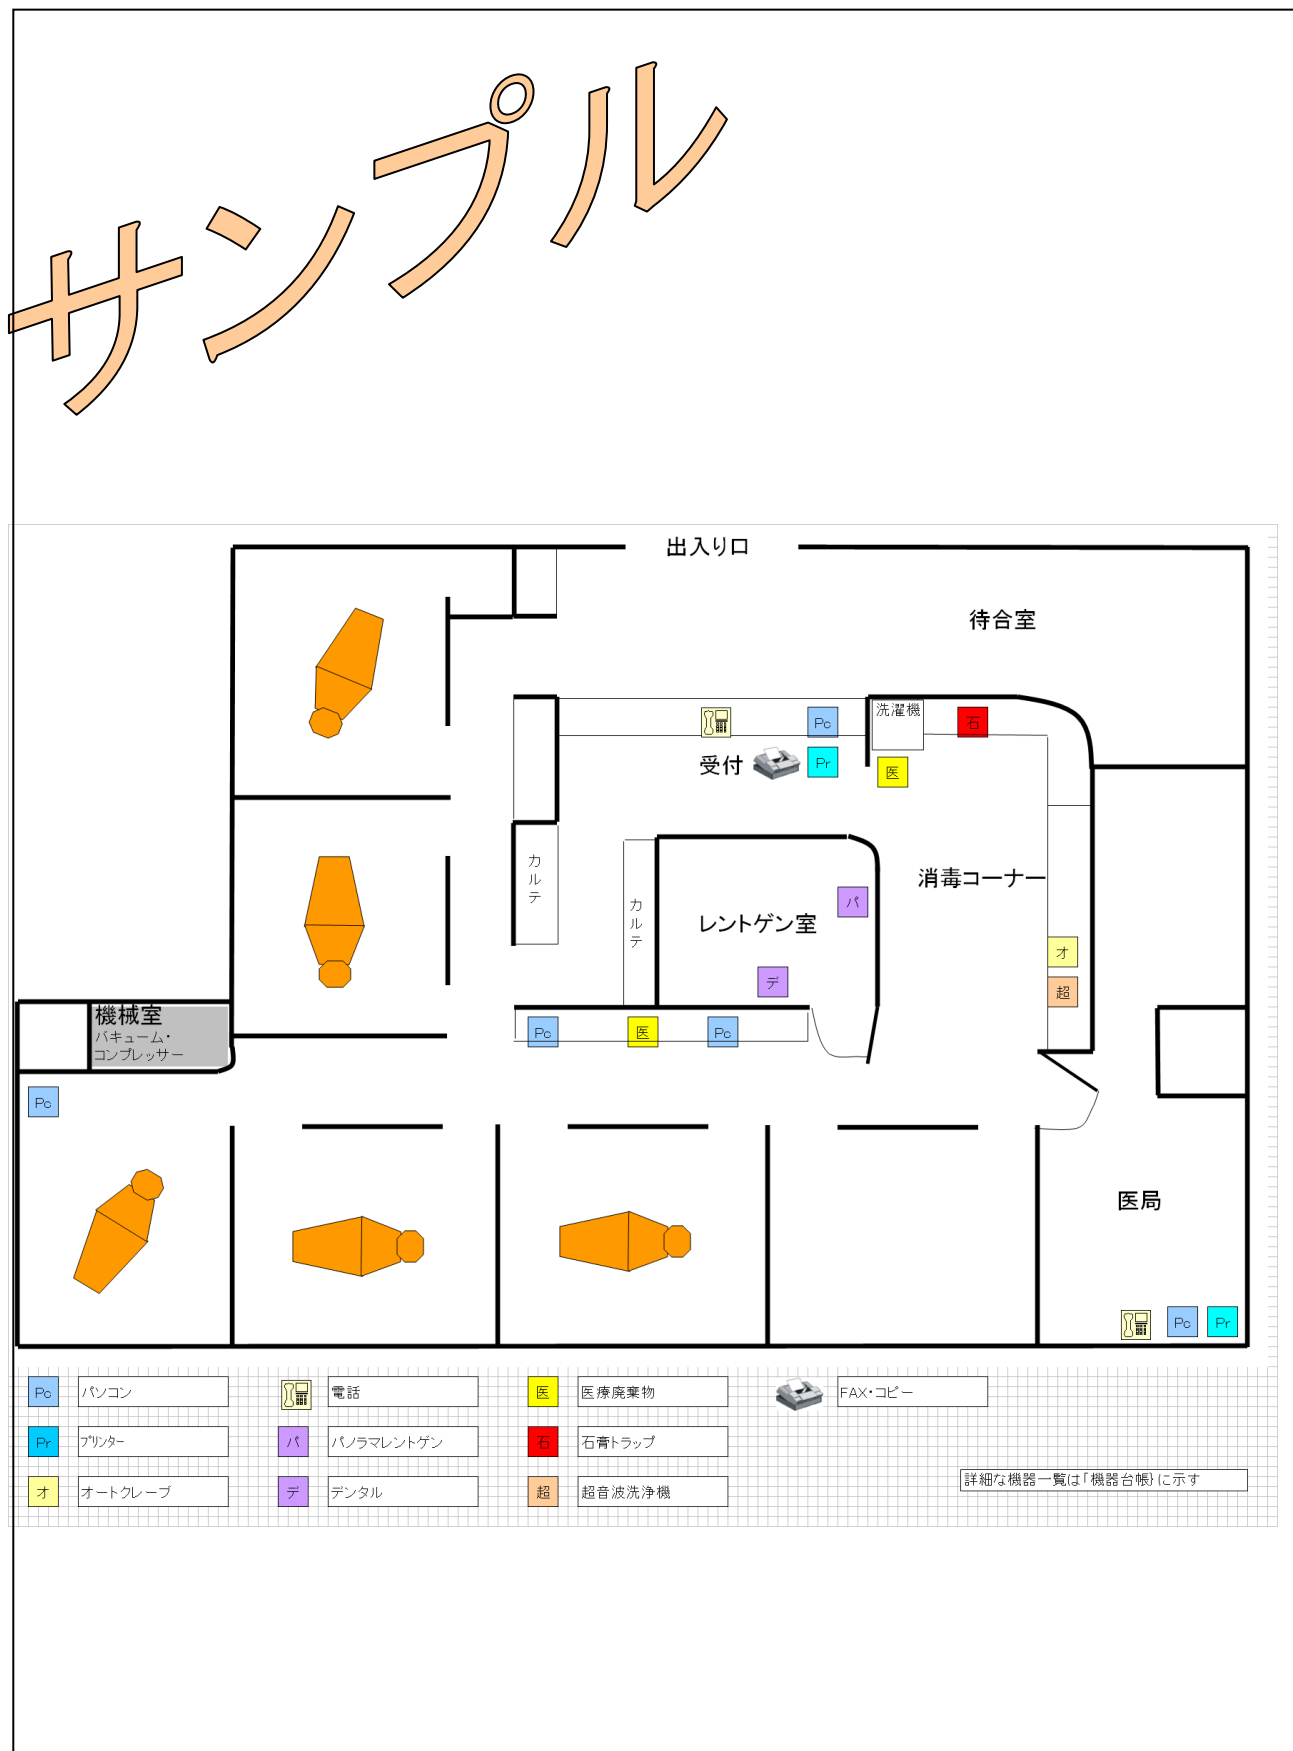 サンプル
出入り口
待合室
洗濯機
石
Pc
受付
Pr
医
カルテ
カルテ
消毒コーナー
パ
レントゲン室
オ
デ
超
機械室
バキューム・
コンプレッサー
Pc
医
Pc
Pc
医局
Pc
Pr
Pc パソコン
電話
医 医療廃棄物
FAX・コピー
Pr プリンター
パ パノラマレントゲン
石 石膏トラップ
オ オートクレーブ
デ デンタル
超 超音波洗浄機
詳細な機器一覧は「機器台帳}に示す